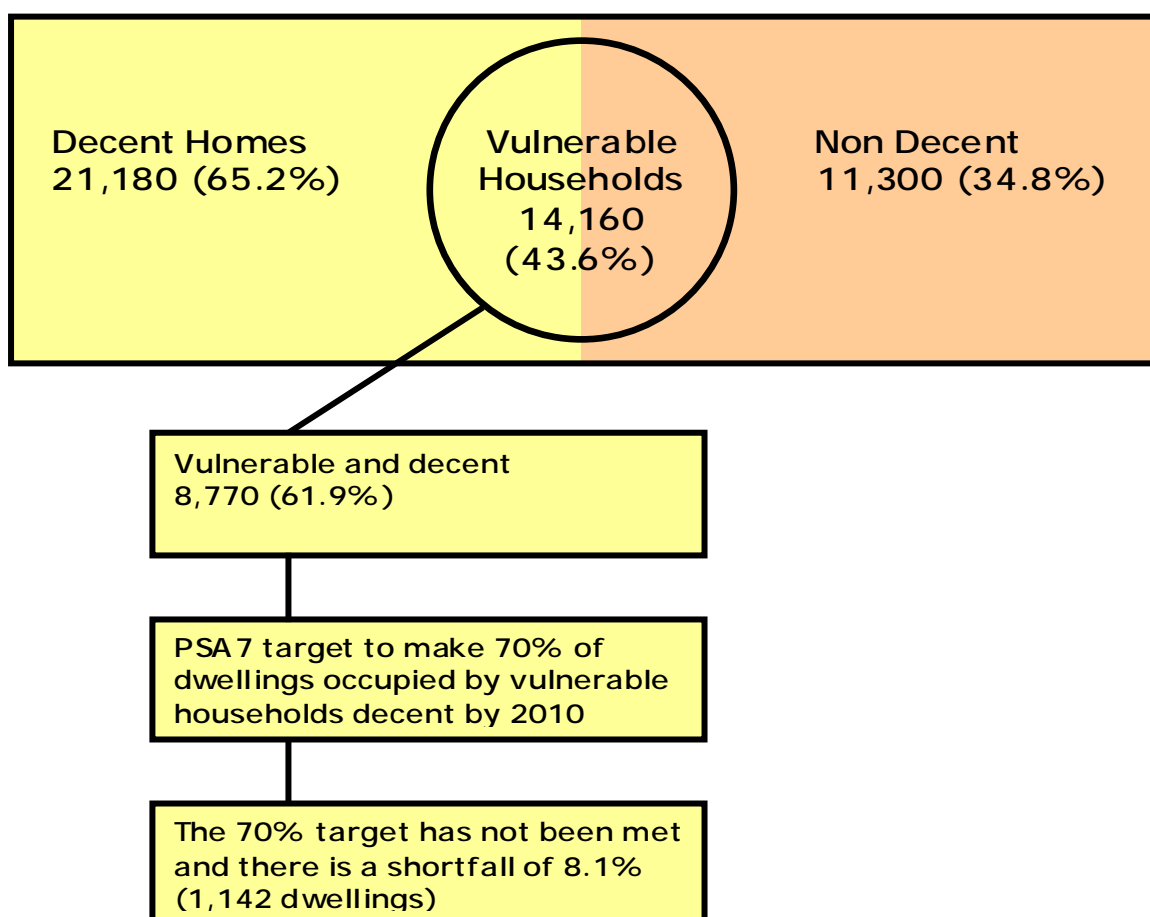 Decent Homes
21,180 (65.2%)
Vulnerable
Households
14,160
(43.6%)
Non Decent
11,300 (34.8%)
Vulnerable and decent
8,770 (61.9%)
PSA7 target to make 70% of
dwellings occupied by vulnerable
households decent by 2010
The 70% target has not been met
and there is a shortfall of 8.1%
(1,142 dwellings)